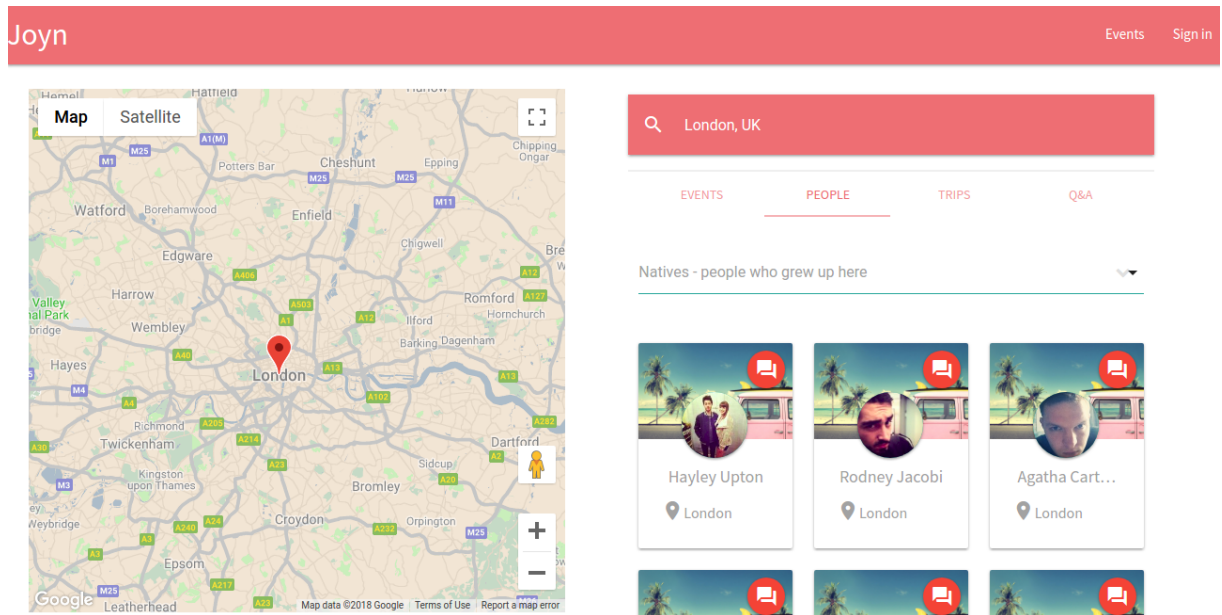 Joyn
Events
Sign in
Map
Satellite
Hemel
Hatfield
Chipping
Ongar
A1(M)
M25
M1
Potters Bar
Cheshunt
Epping
M25
M25
M11
Watford
Borehamwood
Enfield
Chigwell
Edgware
A406
A12
Harrow
Romford
A127
Valley
A503
Hornchurch
Wembley
A1
A12
Ilford
Barking
Dagenham
Hayes
A40
London
A13
A13
M4
A4
A102
Richmond
A205
A282
A30
Twickenham
A214
Dartford
A23
Sidcup
A2
Kingston
upon Thames
M3
Bromley
A20
Weybridge
A240
A24
Croydon
A232
Orpington
M25
A3
A3
Epsom
A217
M25
Leatherhead
A23
Google
Map data ©2018 Google
Terms of Use
Report a map error
London, UK
EVENTS
PEOPLE
TRIPS
Q&A
Natives - people who grew up here
Hayley Upton
London
Rodney Jacobi
London
Agatha Cart...
London